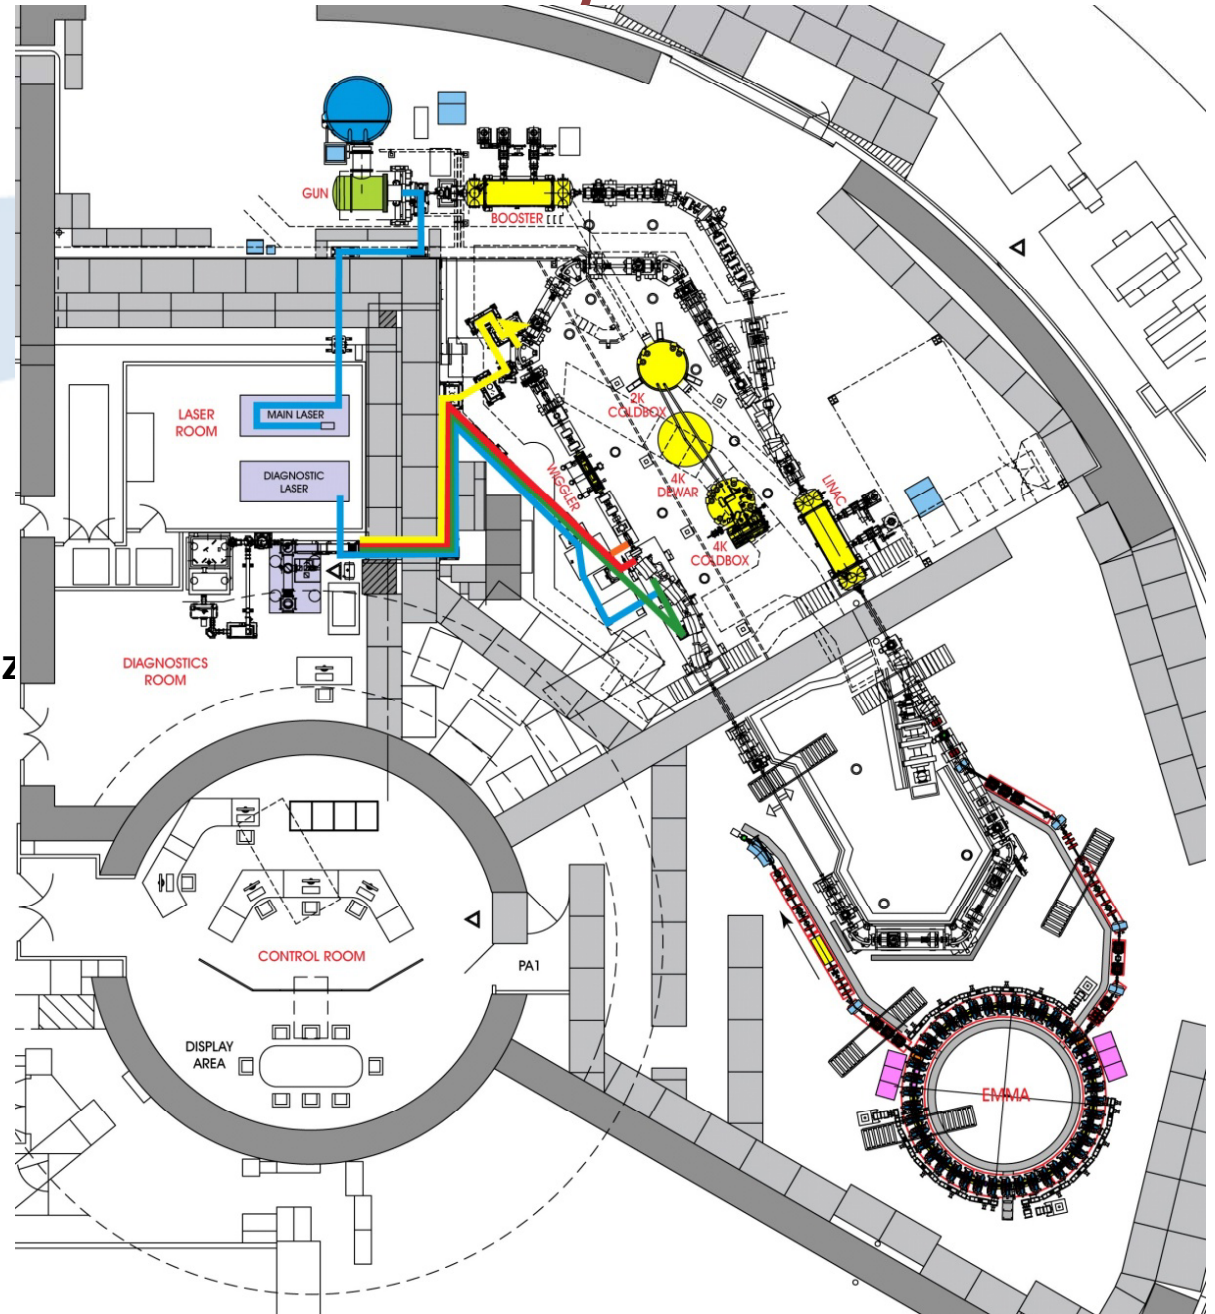 GUN
BOOSTER
LASER
ROOM
MAIN LASER
2K
COLDBOX
DIAGNOSTIC
LASER
WIGGLER
4K
DEWAR
LINAC
4K
COLDBOX
z
DIAGNOSTICS
ROOM
CONTROL ROOM
PA1
DISPLAY
AREA
EMMA